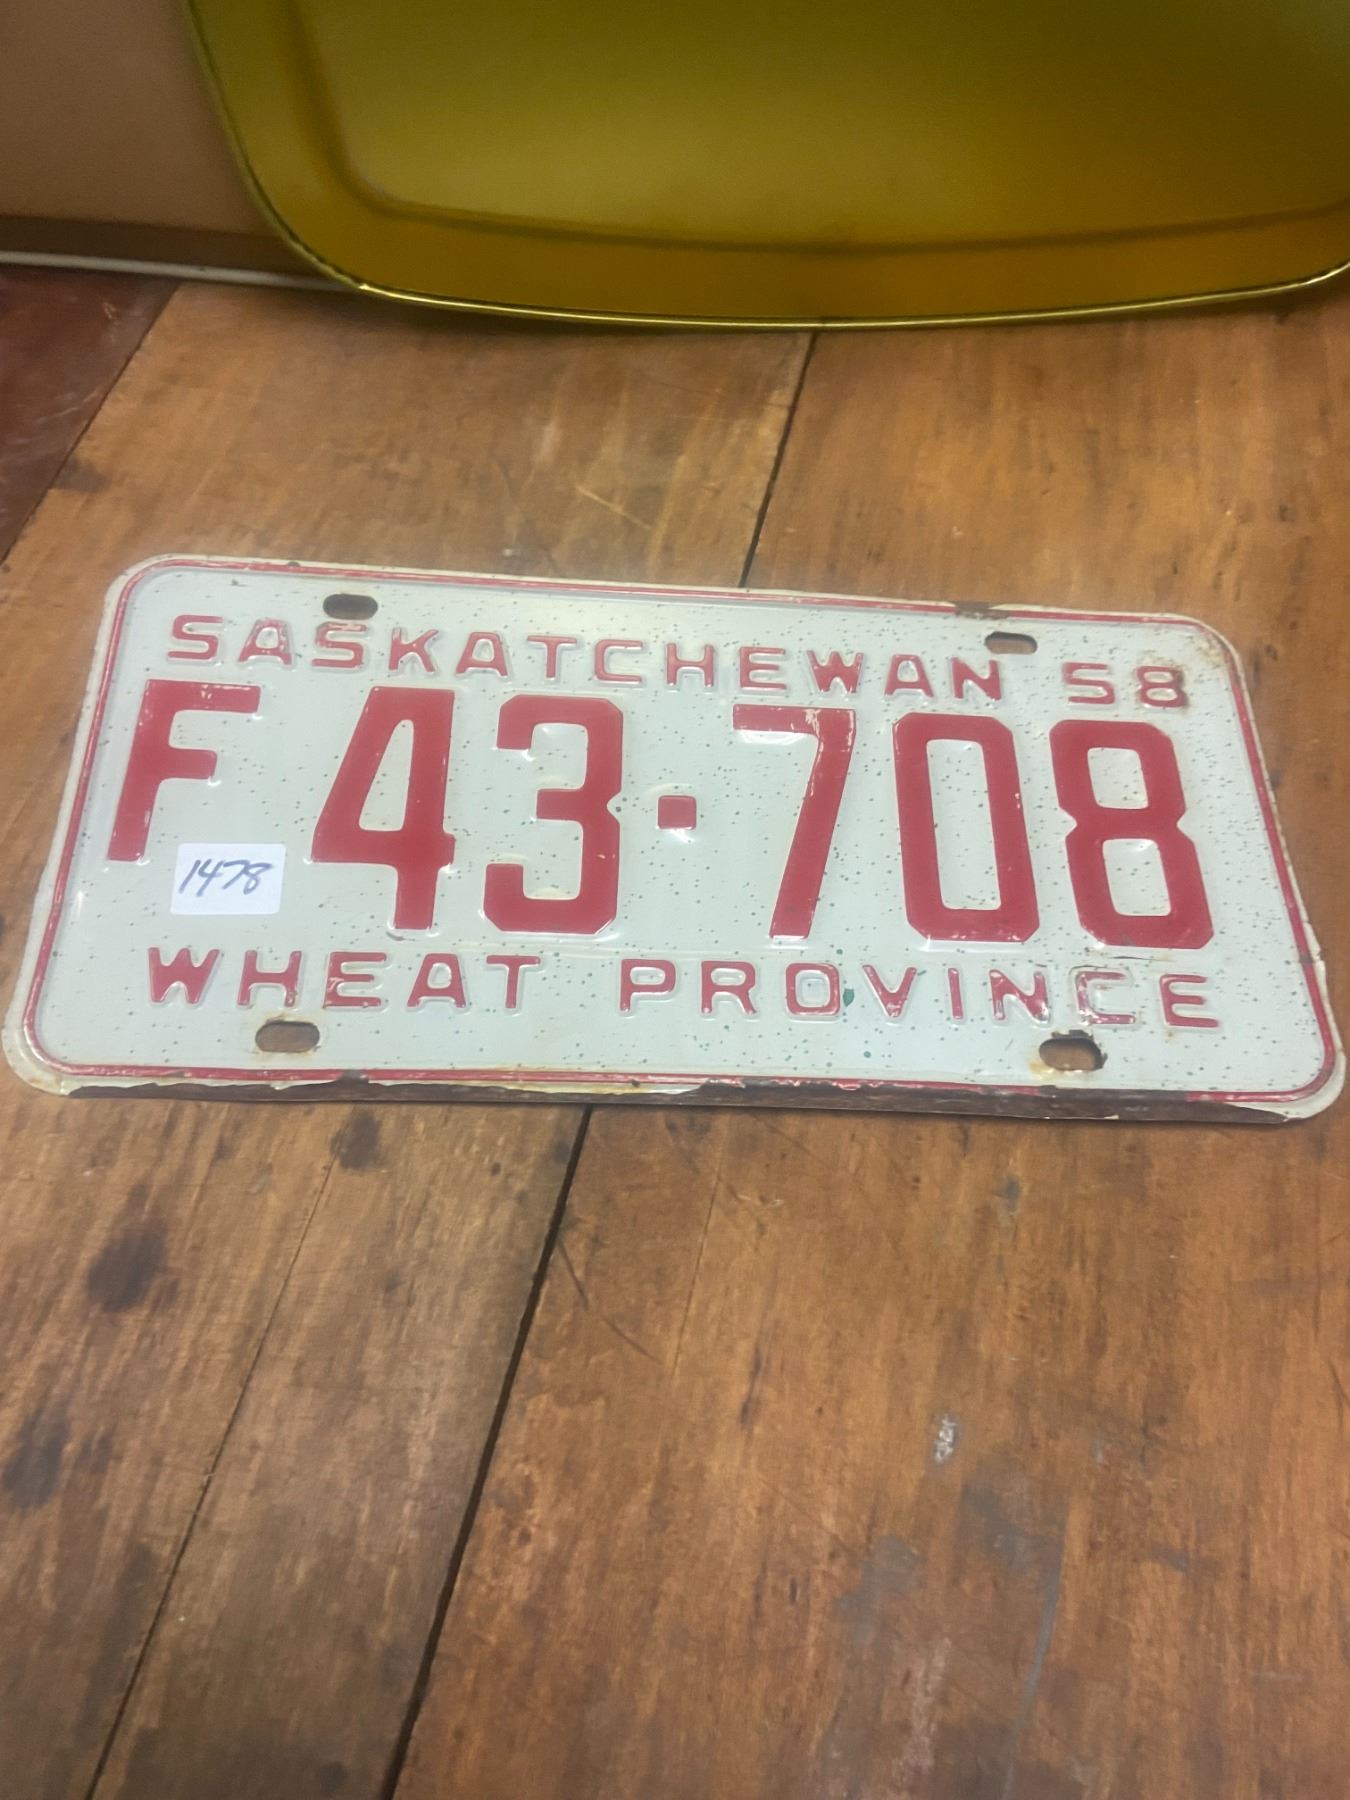 SASKATCHEWAN 58
F 43·708
1478
WHEAT PROVINCE